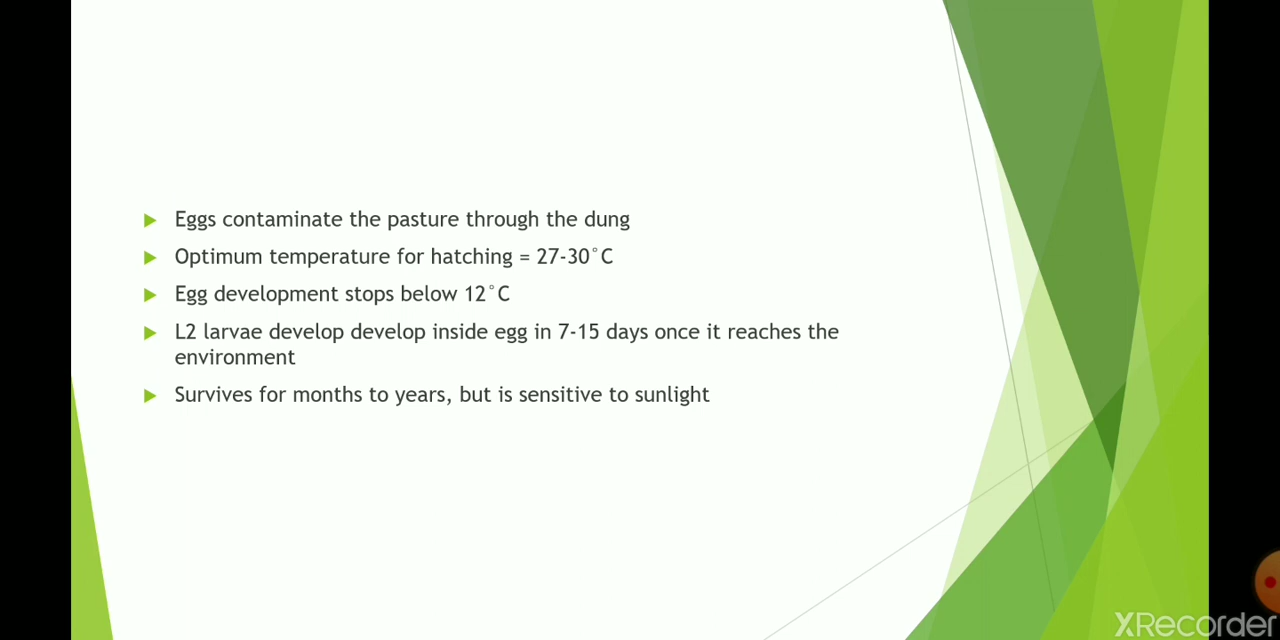 Eggs contaminate the pasture through the dung
Optimum temperature for hatching = 27-30°C
Egg development stops below 12°C
L2 larvae develop develop inside egg in 7-15 days once it reaches the
environment
Survives for months to years, but is sensitive to sunlight
XRecorder